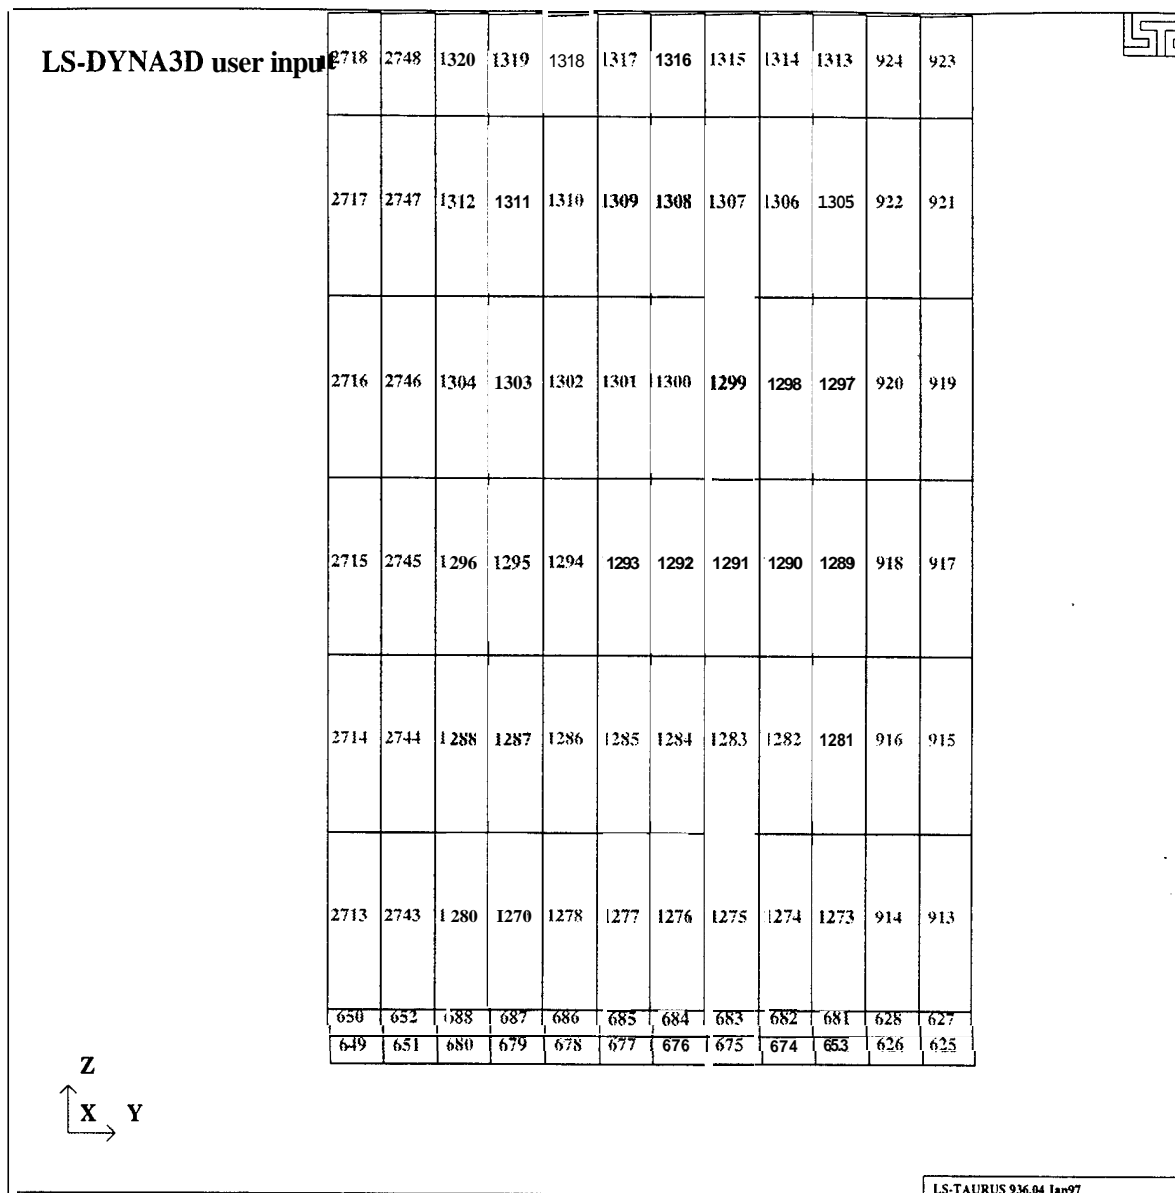 LS-DYNA3D user input
2718 2748 1320 1319 1318 1317 1316 1315 1314 1313 924 923
2717 2747 1312 1311 1310 1309 1308 1307 1306 1305 922 921
2716 2746 1304 1303 1302 1301 1300 1299 1298 1297 920 919
2715 2745 1296 1295 1294 1293 1292 1291 1290 1289 918 917
2714 2744 1288 1287 1286 1285 1284 1283 1282 1281 916 915
2713 2743 1280 1270 1278 1277 1276 1275 1274 1273 914 913
650 652 688 687 686 685 684 683 682 681 628 627
649 651 680 679 678 677 676 675 674 653 626 625
Z
X Y
LS-TAURUS 936.04 Jan97